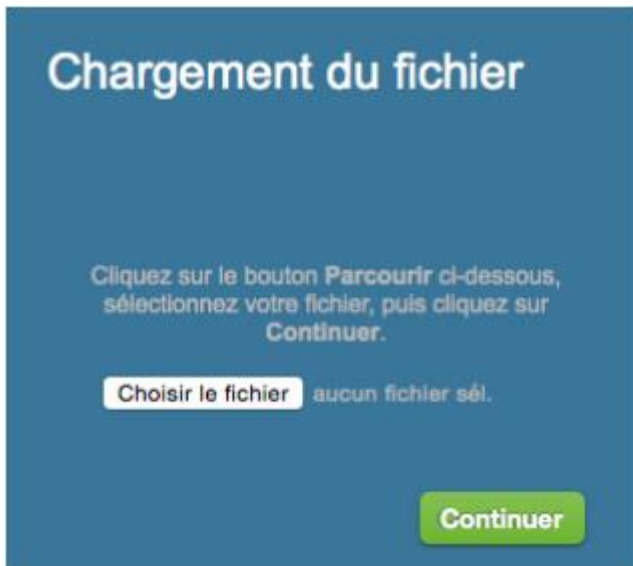 Chargement du fichier
Cliquez sur le bouton Parcourir ci-dessous,
sélectionnez votre fichier, puis cliquez sur
Continuer.
Choisir le fichier aucun fichier sél.
Continuer